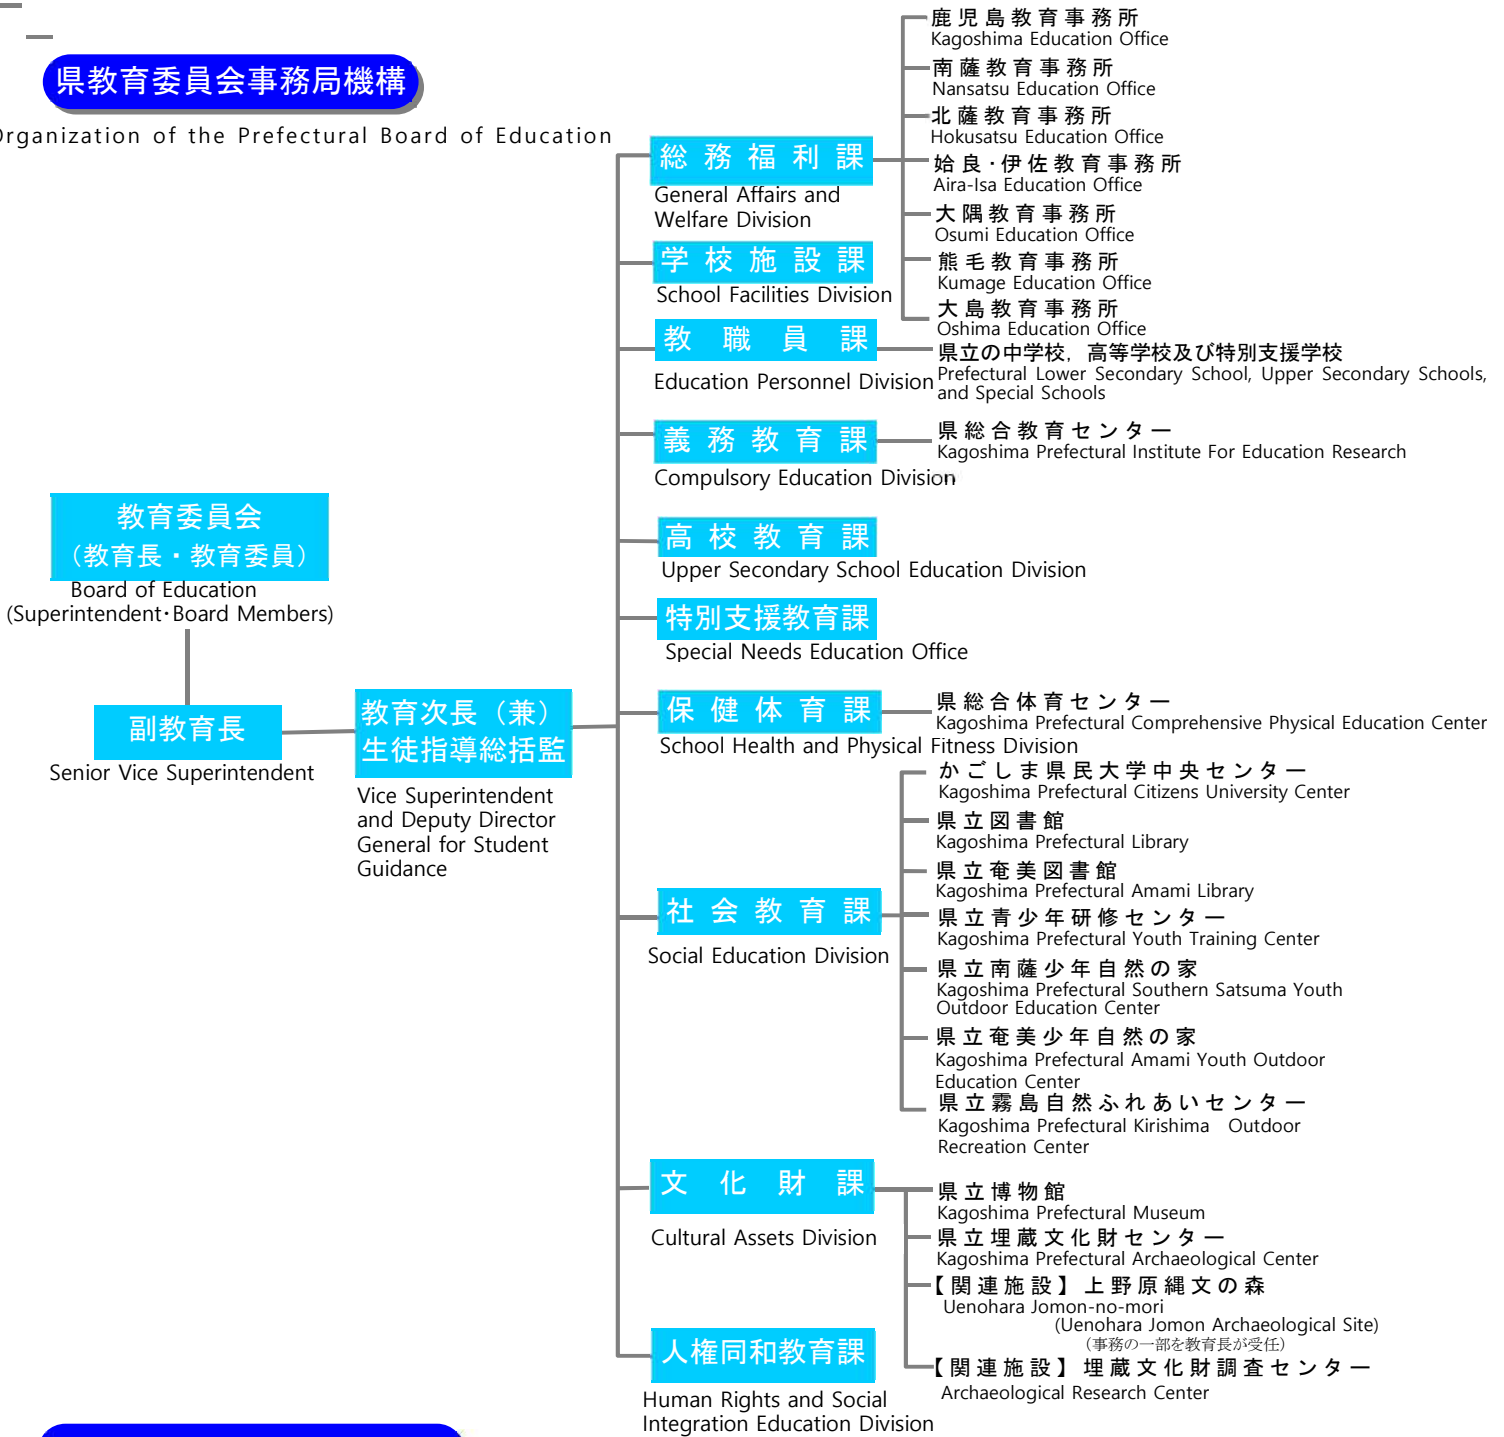 県教育委員会事務局機構
Organization of the Prefectural Board of Education
教育委員会
（教育長・教育委員）
Board of Education
(Superintendent･Board Members)
副教育長
Senior Vice Superintendent
教育次長（兼）
生徒指導総括監
Vice Superintendent
and Deputy Director
General for Student
Guidance
総務福利課
General Affairs and
Welfare Division
鹿児島教育事務所
Kagoshima Education Office
南薩教育事務所
Nansatsu Education Office
北薩教育事務所
Hokusatsu Education Office
姶良･伊佐教育事務所
Aira-Isa Education Office
大隅教育事務所
Osumi Education Office
熊毛教育事務所
Kumage Education Office
大島教育事務所
Oshima Education Office
学校施設課
School Facilities Division
教職員課
Education Personnel Division
県立の中学校，高等学校及び特別支援学校
Prefectural Lower Secondary School, Upper Secondary Schools,
and Special Schools
義務教育課
Compulsory Education Division
県総合教育センター
Kagoshima Prefectural Institute For Education Research
高校教育課
Upper Secondary School Education Division
特別支援教育課
Special Needs Education Office
保健体育課
School Health and Physical Fitness Division
県総合体育センター
Kagoshima Prefectural Comprehensive Physical Education Center
社会教育課
Social Education Division
かごしま県民大学中央センター
Kagoshima Prefectural Citizens University Center
県立図書館
Kagoshima Prefectural Library
県立奄美図書館
Kagoshima Prefectural Amami Library
県立青少年研修センター
Kagoshima Prefectural Youth Training Center
県立南薩少年自然の家
Kagoshima Prefectural Southern Satsuma Youth
Outdoor Education Center
県立奄美少年自然の家
Kagoshima Prefectural Amami Youth Outdoor
Education Center
県立霧島自然ふれあいセンター
Kagoshima Prefectural Kirishima　Outdoor
Recreation Center
文化財課
Cultural Assets Division
県立博物館
Kagoshima Prefectural Museum
県立埋蔵文化財センター
Kagoshima Prefectural Archaeological Center
【関連施設】上野原縄文の森
Uenohara Jomon-no-mori
(Uenohara Jomon Archaeological Site)
（事務の一部を教育長が受任）
【関連施設】埋蔵文化財調査センター
Archaeological Research Center
人権同和教育課
Human Rights and Social
Integration Education Division